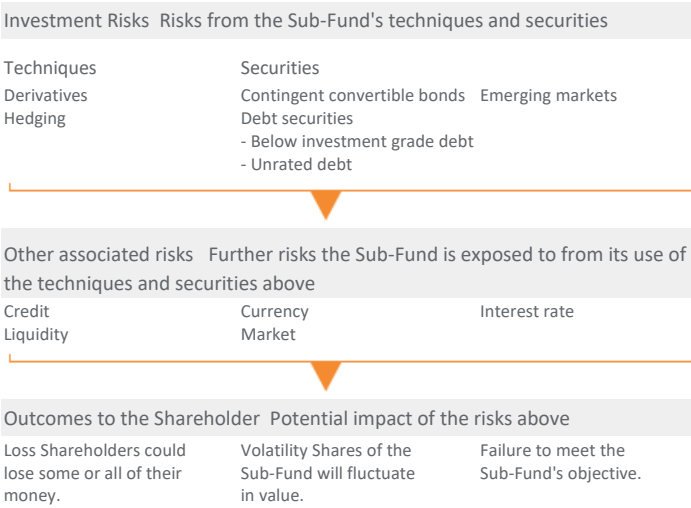 Investment Risks Risks from the Sub-Fund's techniques and securities
Techniques
Derivatives
Hedging
Securities
Contingent convertible bonds
Debt securities
- Below investment grade debt
- Unrated debt
Emerging markets
Other associated risks Further risks the Sub-Fund is exposed to from its use of
the techniques and securities above
Credit
Liquidity
Currency
Market
Interest rate
Outcomes to the Shareholder Potential impact of the risks above
Loss Shareholders could
lose some or all of their
money.
Volatility Shares of the
Sub-Fund will fluctuate
in value.
Failure to meet the
Sub-Fund's objective.